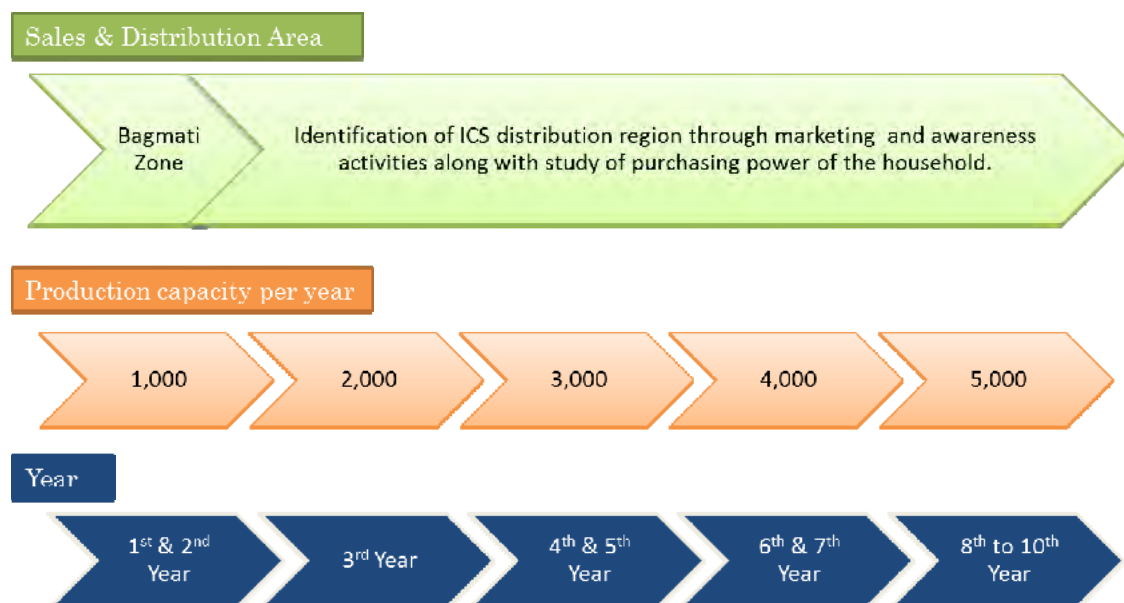 Sales & Distribution Area
Bagmati
Zone
Identification of ICS distribution region through marketing and awareness
activities along with study of purchasing power of the household.
Production capacity per year
1,000
2,000
3,000
4,000
5,000
Year
1st & 2nd
Year
3rd Year
4th & 5th
Year
6th & 7th
Year
8th to 10th
Year